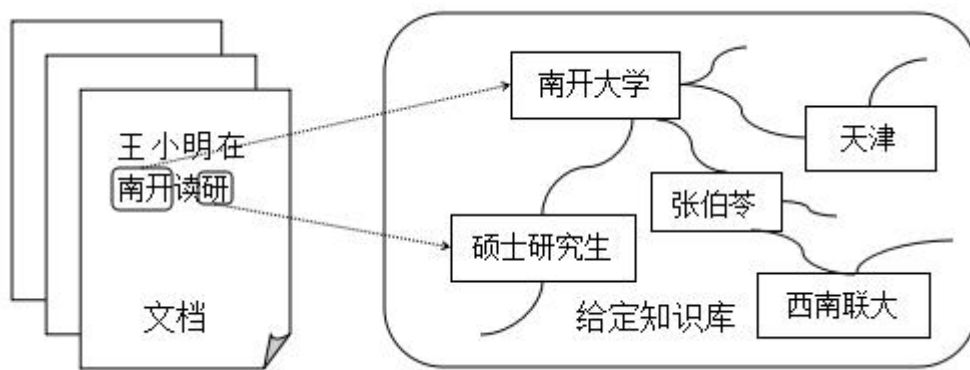 王小明在
南开读研
文档
南开大学
天津
张伯苓
硕士研究生
西南联大
给定知识库